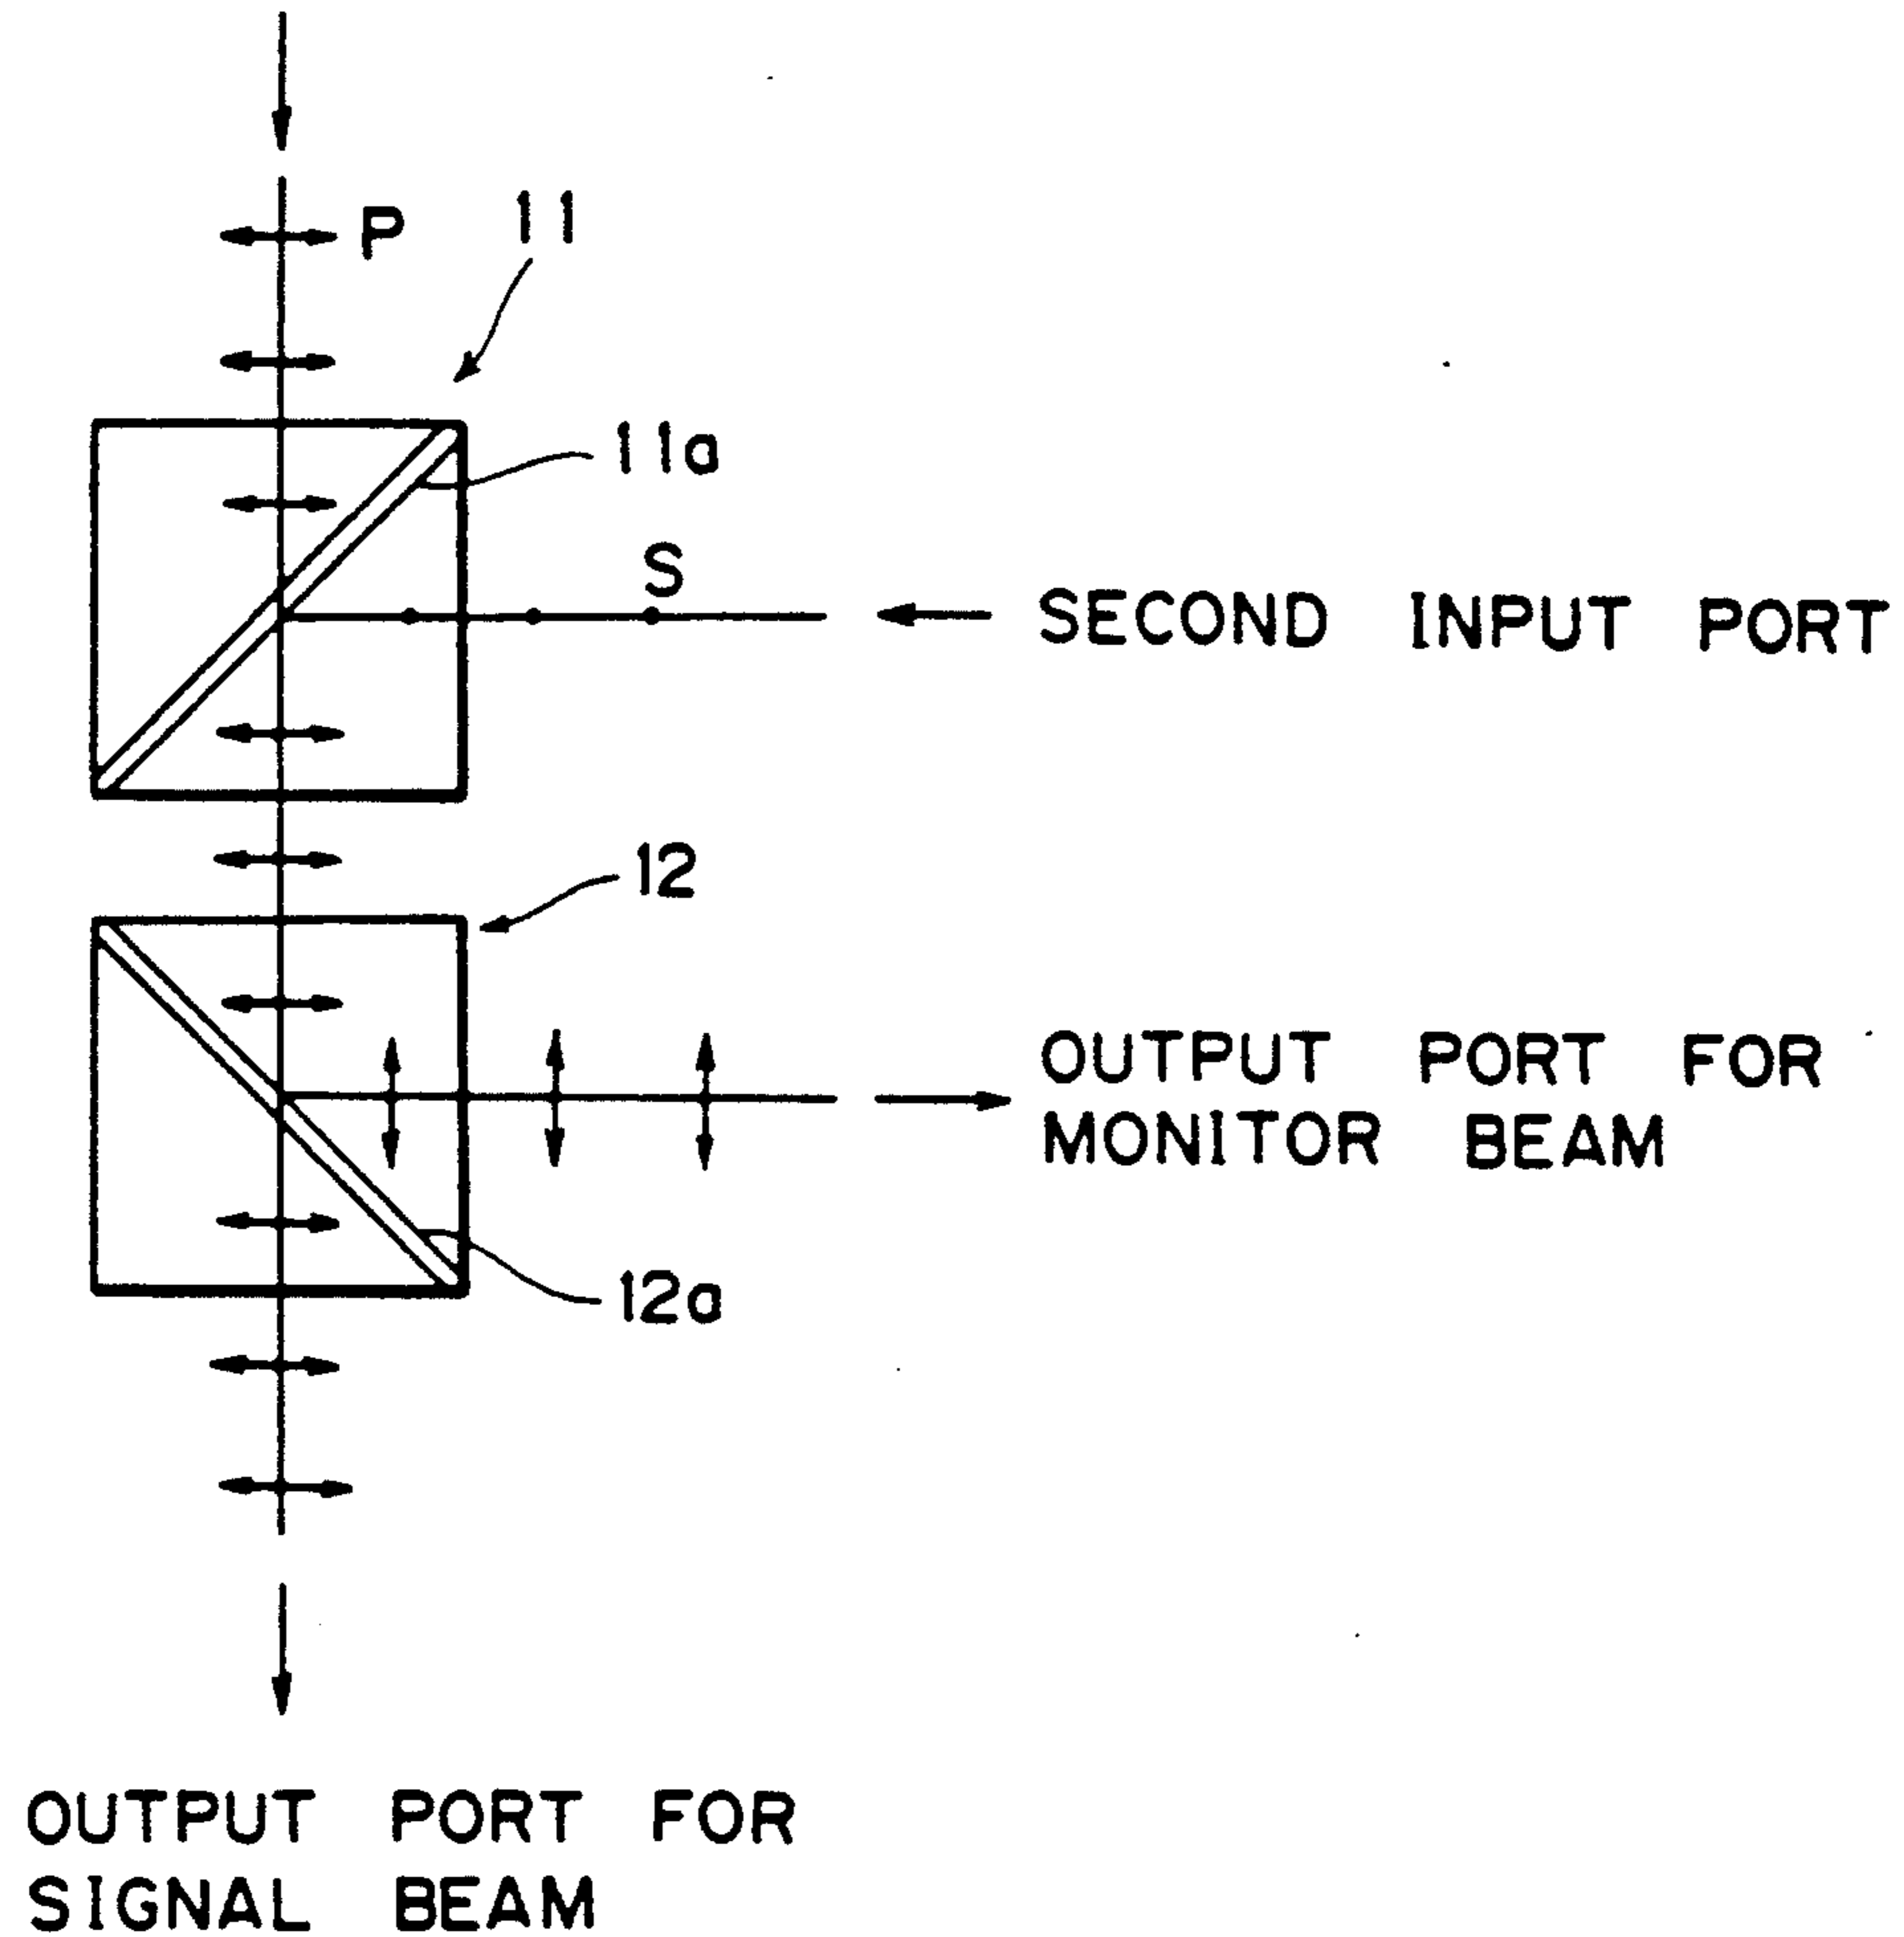 P
11
11a
S
SECOND INPUT PORT
12
OUTPUT PORT FOR
MONITOR BEAM
12a
OUTPUT PORT FOR
SIGNAL BEAM